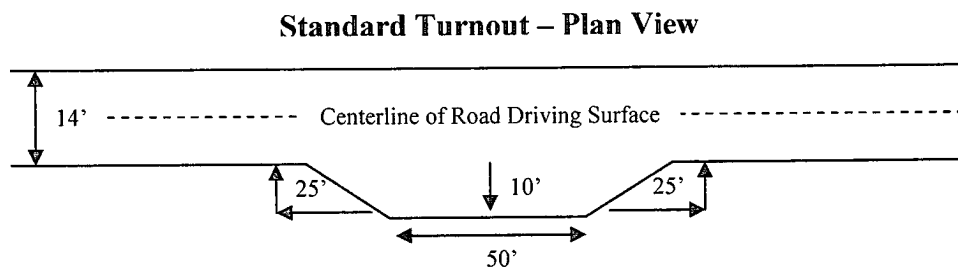 Standard Turnout – Plan View
14’
Centerline of Road Driving Surface
25’
10’
25’
50’